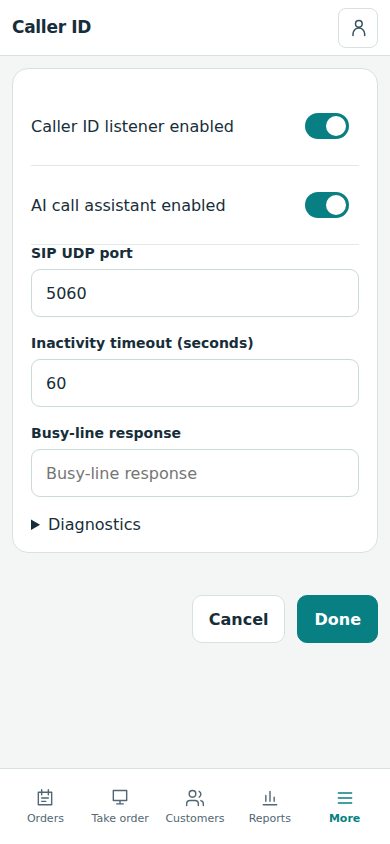 Caller ID
Caller ID listener enabled
AI call assistant enabled
SIP UDP port
5060
Inactivity timeout (seconds)
60
Busy-line response
Busy-line response
Diagnostics
Cancel
Done
Orders
Take order
Customers
Reports
More